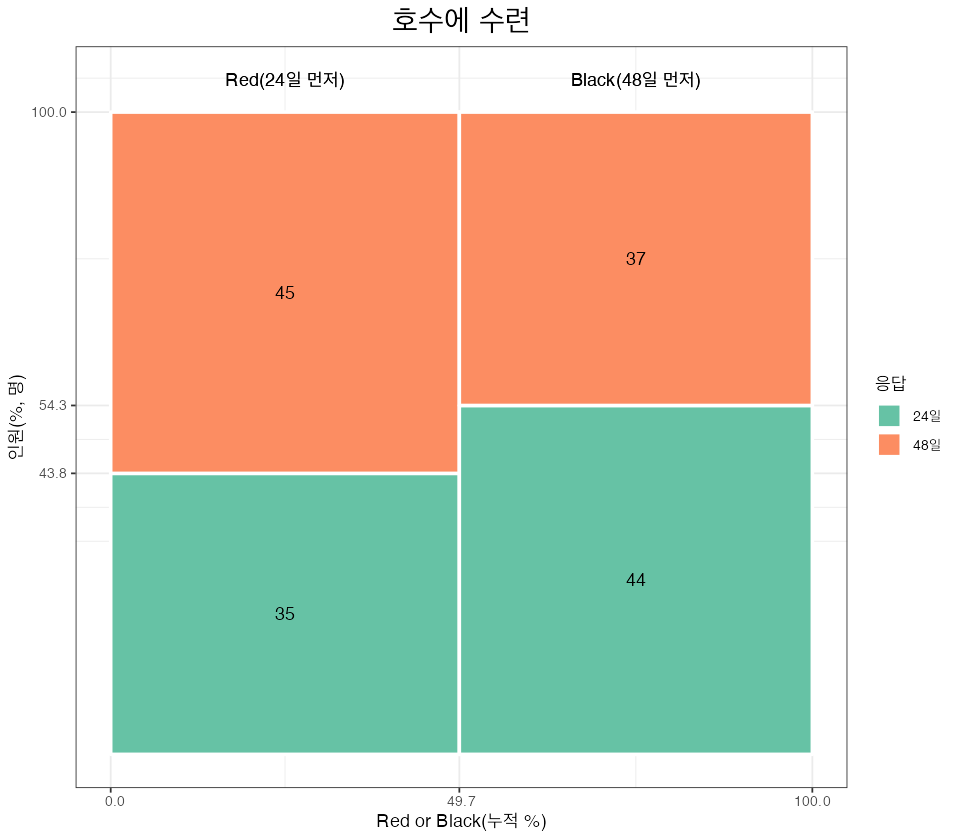 호수에 수련
Red(24일 먼저)
Black(48일 먼저)
100.0
54.3
43.8
인원(%, 명)
45
37
35
44
응답
24일
48일
0.0
49.7
100.0
Red or Black(누적 %)